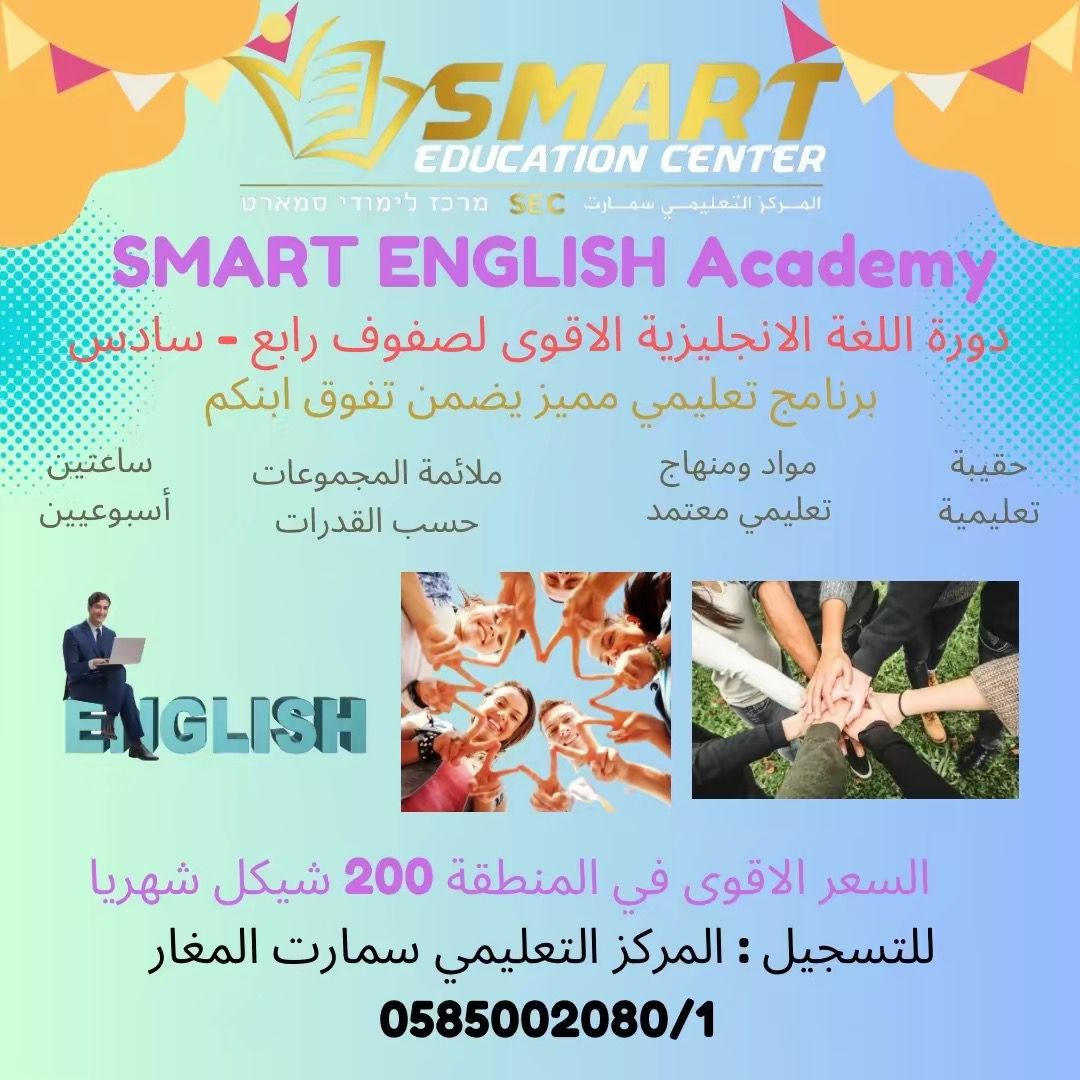 SMART
EDUCATION CENTER
המרכז לימודי סמארט SEC المركز التعليمي سمارت
SMART ENGLISH Academy
دورة اللغة الانجليزية الاقوى لصفوف رابع - سادس
برنامج تعليمي مميز يضمن تفوق ابنكم
حقيبة
تعليمية
مواد ومنهاج
تعليمي معتمد
ملائمة المجموعات
حسب القدرات
ساعتين
أسبوعيين
ENGLISH
السعر الاقوى في المنطقة 200 شيكل شهريا
للتسجيل : المركز التعليمي سمارت المغار
0585002080/1